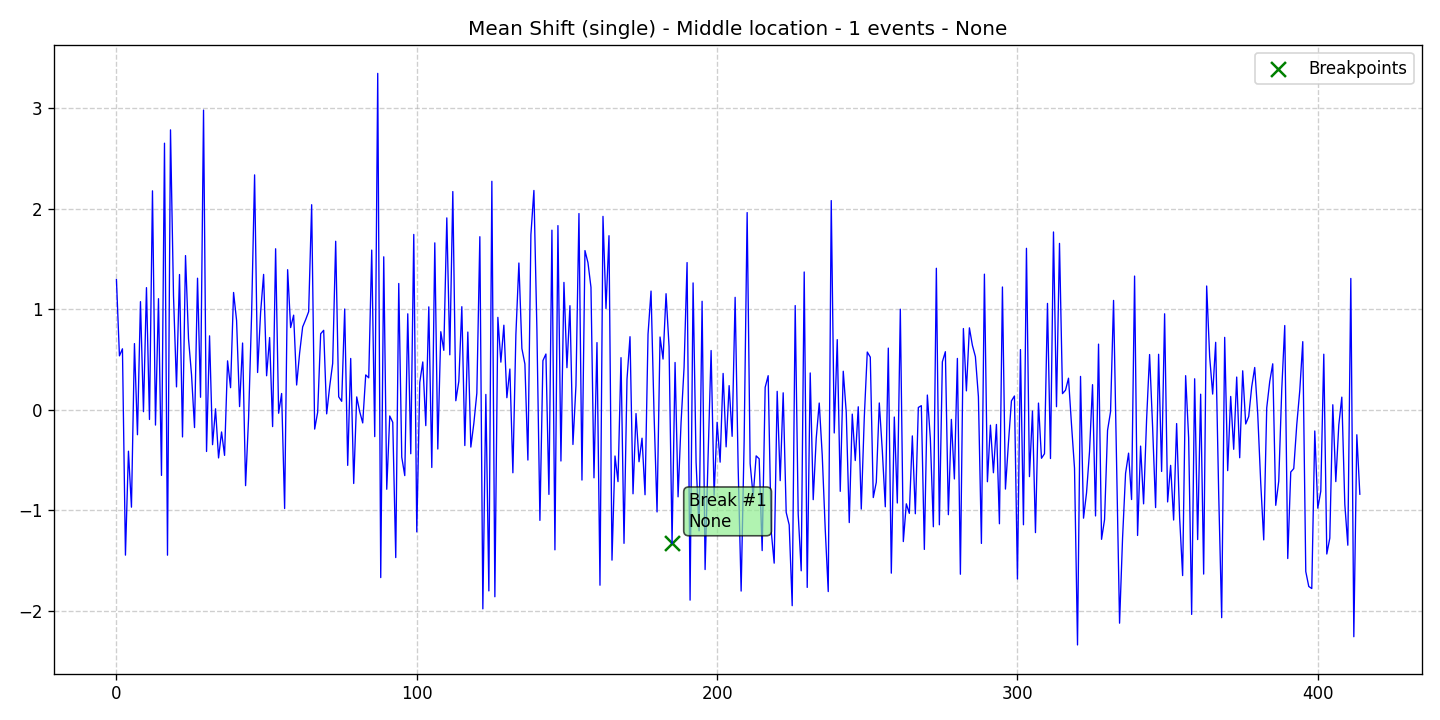 Mean Shift (single) - Middle location - 1 events - None
Breakpoints
3
2
1
0
−1
−2
Break #1
None
0
100
200
300
400